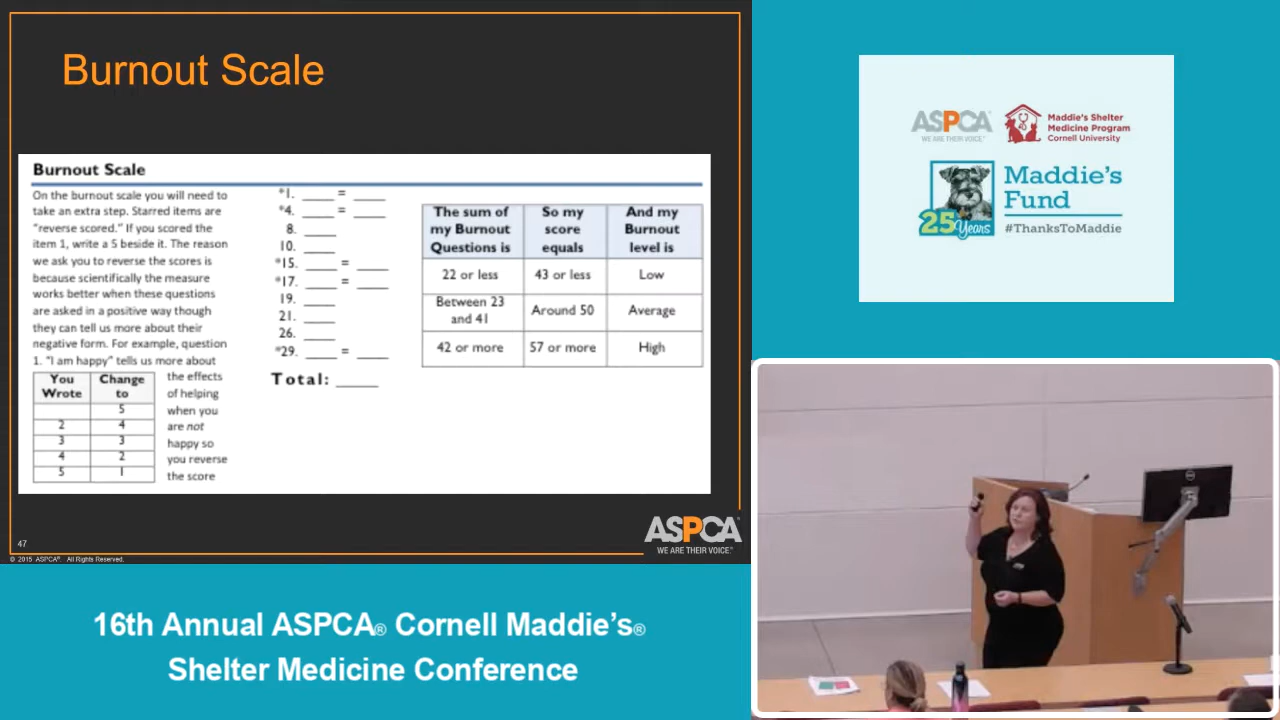 Burnout Scale
Burnout Scale
On the burnout scale you will need to
take an extra step. Starred items are
“reverse scored.” If you scored the
item 1, write a 5 beside it. The reason
we ask you to reverse the scores is
because scientifically the measure
works better when these questions
are asked in a positive way though
they can tell us more about their
negative form. For example, question
1. “I am happy” tells us more about
the effects
of helping
when you
are not
happy so
you reverse
the score
You Wrote Change to
5
2 4
3 3
4 2
5 1
*1. ____ = ____
*4. ____ = ____
8. ____
10. ____
*15. ____ = ____
*17. ____ = ____
19. ____
21. ____
26. ____
*29. ____ = ____
Total: _____
The sum of my Burnout Questions is So my score equals And my Burnout level is
22 or less 43 or less Low
Between 23 and 41 Around 50 Average
42 or more 57 or more High
47
© 2015 ASPCA®. All Rights Reserved.
ASPCA®
WE ARE THEIR VOICE.™
16th Annual ASPCA® Cornell Maddie’s®
Shelter Medicine Conference
ASPCA®
WE ARE THEIR VOICE.™
Maddie's Shelter
Medicine Program
Cornell University
25 Years
Maddie's
Fund
#ThanksToMaddie